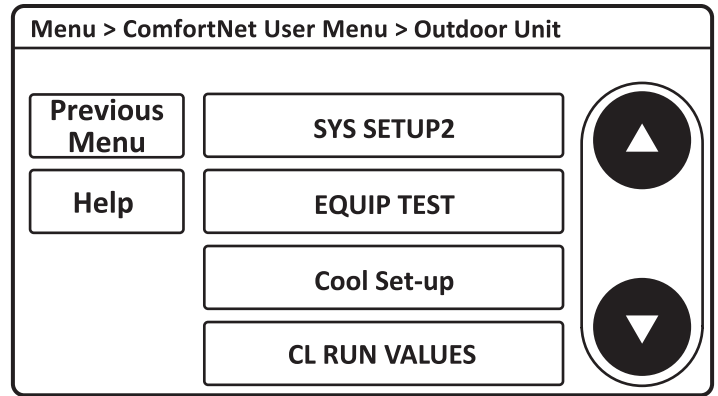 Menu > ComfortNet User Menu > Outdoor Unit
Previous
Menu
Help
SYS SETUP2
EQUIP TEST
Cool Set-up
CL RUN VALUES